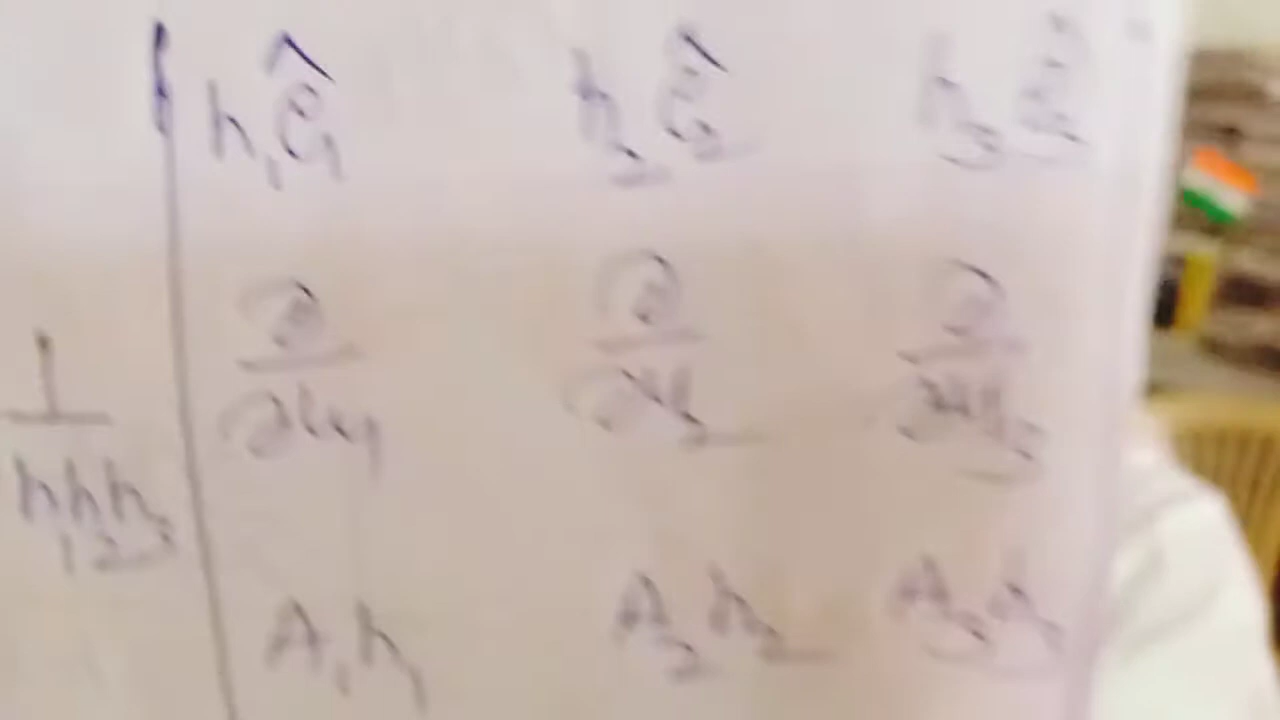 h₁ê₁ h₂ê₂ h₃ê₃
1/h₁h₂h₃ ∂/∂u₁ ∂/∂u₂ ∂/∂u₃
A₁h₁ A₂h₂ A₃h₃